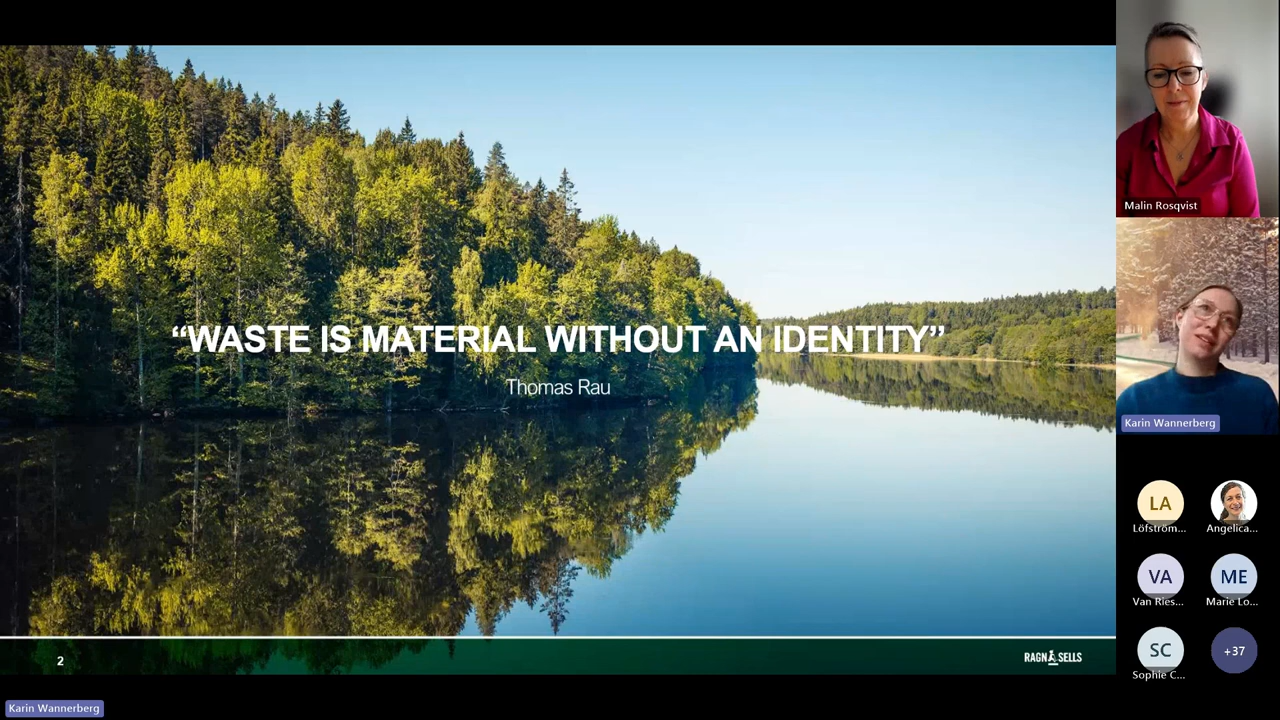 “WASTE IS MATERIAL WITHOUT AN IDENTITY”
Thomas Rau
2
RAGN SELLS
Malin Rosqvist
Karin Wannerberg
LA
Löfström...
Angelica...
VA
Van Ries...
ME
Marie Lo...
SC
Sophie C...
+37
Karin Wannerberg